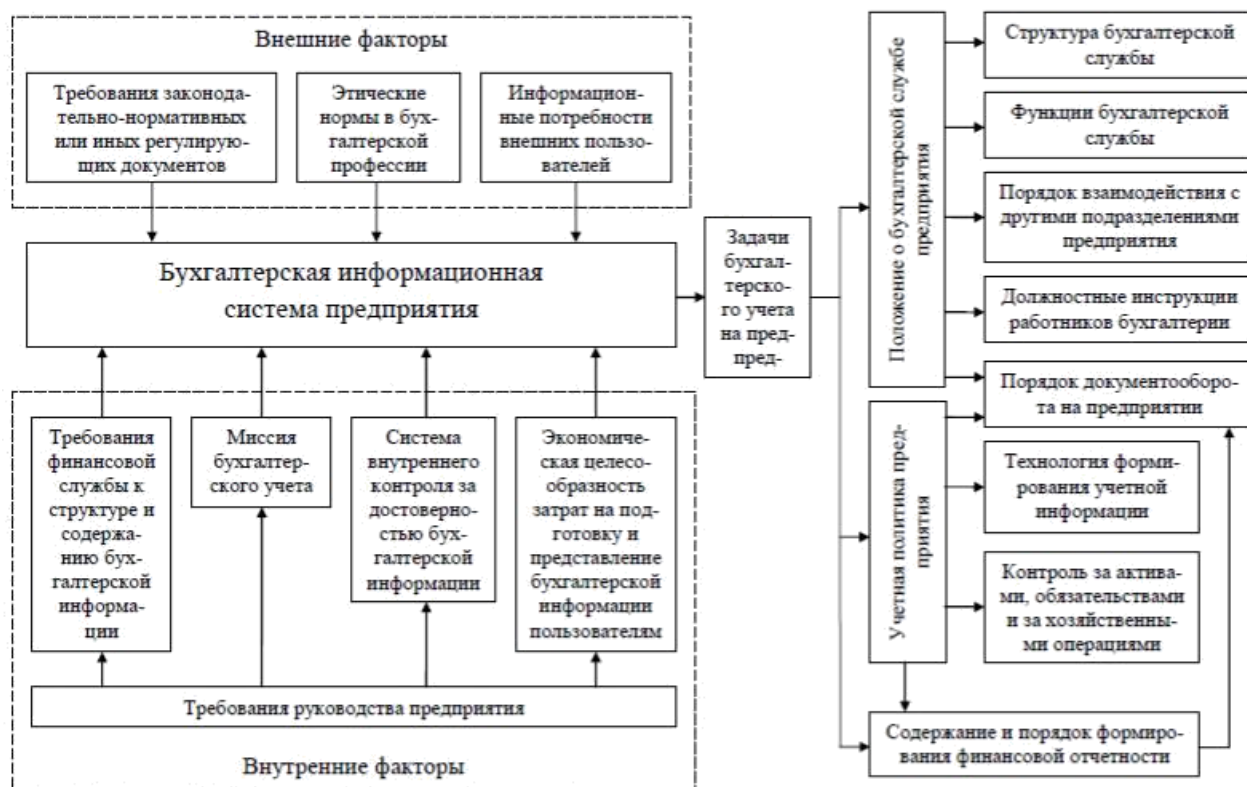 Внешние факторы
Требования законода-
тельно-нормативных
или иных регулирую-
щих документов
Этические
нормы в бух-
галтерской
профессии
Информацион-
ные потребности
внешних пользо-
вателей
Бухгалтерская информационная
система предприятия
Требования
финансовой
службы к
структуре и
содержа-
нию бух-
галтерской
информа-
ции
Миссия
бухгалтер-
ского учета
Система
внутреннего
контроля за
достоверно-
стью бух-
галтерской
информации
Экономиче-
ская целесо-
образность
затрат на под-
готовку и
представление
бухгалтерской
информации
пользователям
Требования руководства предприятия
Внутренние факторы
Задачи
бухгал-
терско-
го учета
на пред-
пред-
Положение о бухгалтерской службе
предприятия
Структура бухгалтерской
службы
Функции бухгалтерской
службы
Порядок взаимодействия с
другими подразделениями
предприятия
Должностные инструкции
работников бухгалтерии
Порядок документооборо-
та на предприятии
Учетная политика пред-
приятия
Технология форми-
рования учетной
информации
Контроль за актива-
ми, обязательствами
и за хозяйственны-
ми операциями
Содержание и порядок формиро-
вания финансовой отчетности